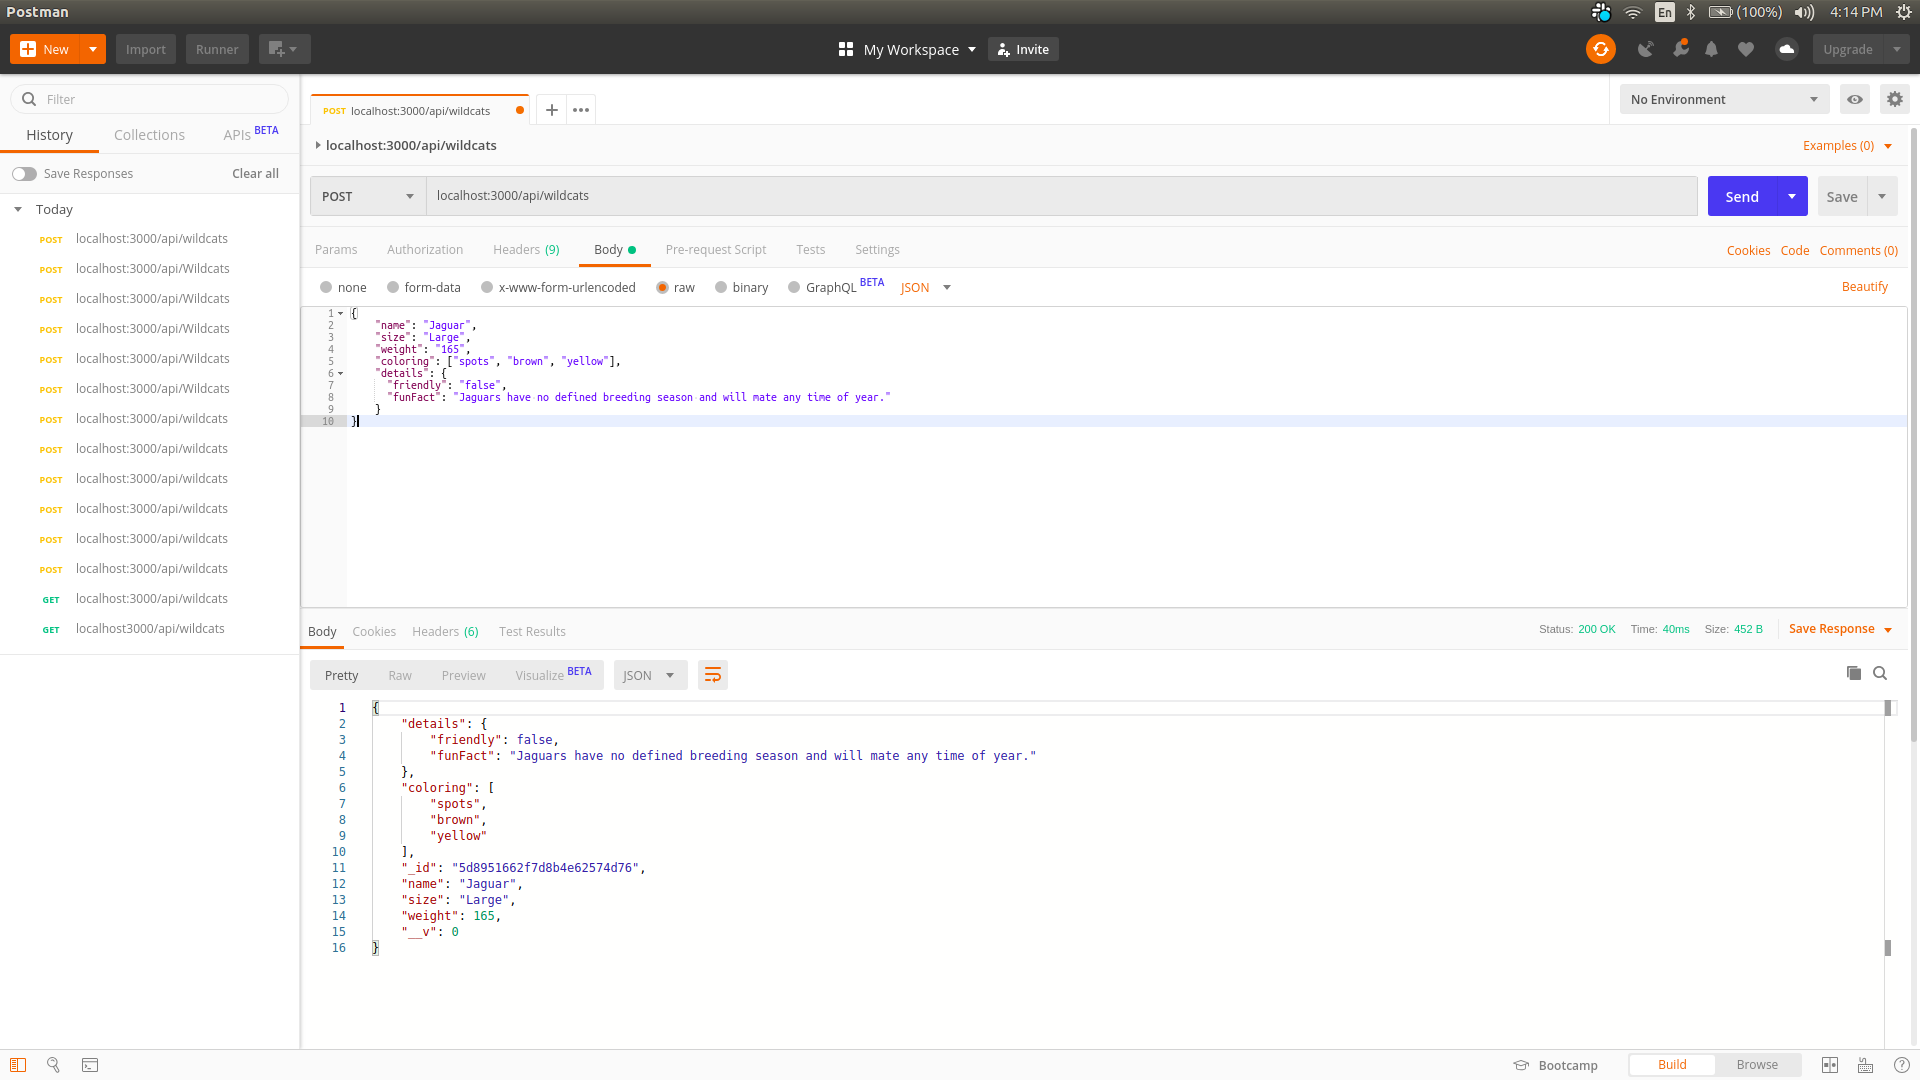 Postman
En
(100%)
4:14 PM
New
Import
Runner
My Workspace
Invite
Upgrade
Filter
History
Collections
APIs BETA
Save Responses
Clear all
Today
POST localhost:3000/api/wildcats
POST localhost:3000/api/Wildcats
POST localhost:3000/api/Wildcats
POST localhost:3000/api/Wildcats
POST localhost:3000/api/Wildcats
POST localhost:3000/api/Wildcats
POST localhost:3000/api/wildcats
POST localhost:3000/api/wildcats
POST localhost:3000/api/wildcats
POST localhost:3000/api/wildcats
POST localhost:3000/api/wildcats
POST localhost:3000/api/wildcats
GET localhost:3000/api/wildcats
GET localhost3000/api/wildcats
POST localhost:3000/api/wildcats
No Environment
localhost:3000/api/wildcats
Examples (0)
POST
localhost:3000/api/wildcats
Send
Save
Params
Authorization
Headers (9)
Body
Pre-request Script
Tests
Settings
Cookies
Code
Comments (0)
none
form-data
x-www-form-urlencoded
raw
binary
GraphQL BETA
JSON
Beautify
1 {
2 "name": "Jaguar",
3 "size": "Large",
4 "weight": "165",
5 "coloring": ["spots", "brown", "yellow"],
6 "details": {
7 "friendly": "false",
8 "funFact": "Jaguars have no defined breeding season and will mate any time of year."
9 }
10 }
Body
Cookies
Headers (6)
Test Results
Status: 200 OK
Time: 40ms
Size: 452 B
Save Response
Pretty
Raw
Preview
Visualize BETA
JSON
1 {
2 "details": {
3 "friendly": false,
4 "funFact": "Jaguars have no defined breeding season and will mate any time of year."
5 },
6 "coloring": [
7 "spots",
8 "brown",
9 "yellow"
10 ],
11 "_id": "5d8951662f7d8b4e62574d76",
12 "name": "Jaguar",
13 "size": "Large",
14 "weight": 165,
15 "__v": 0
16 }
Bootcamp
Build
Browse